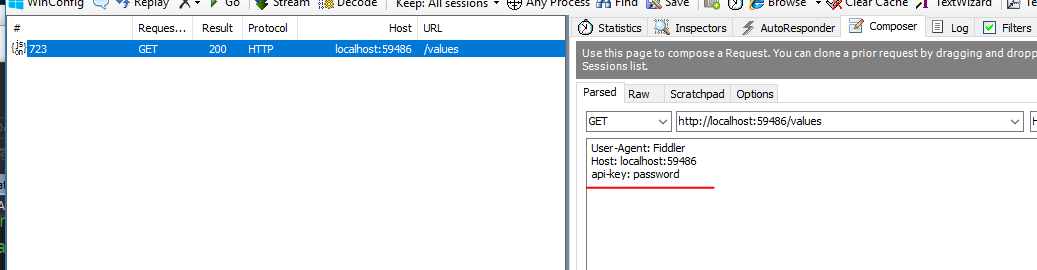 WinConfig Replay Go Stream Decode Keep: All sessions Any Process Find Save Browse Clear Cache TextWizard
# Reques... Result Protocol Host URL
723 GET 200 HTTP localhost:59486 /values
Statistics Inspectors AutoResponder Composer Log Filters
Use this page to compose a Request. You can clone a prior request by dragging and dropp
Sessions list.
Parsed Raw Scratchpad Options
GET http://localhost:59486/values
User-Agent: Fiddler
Host: localhost:59486
api-key: password